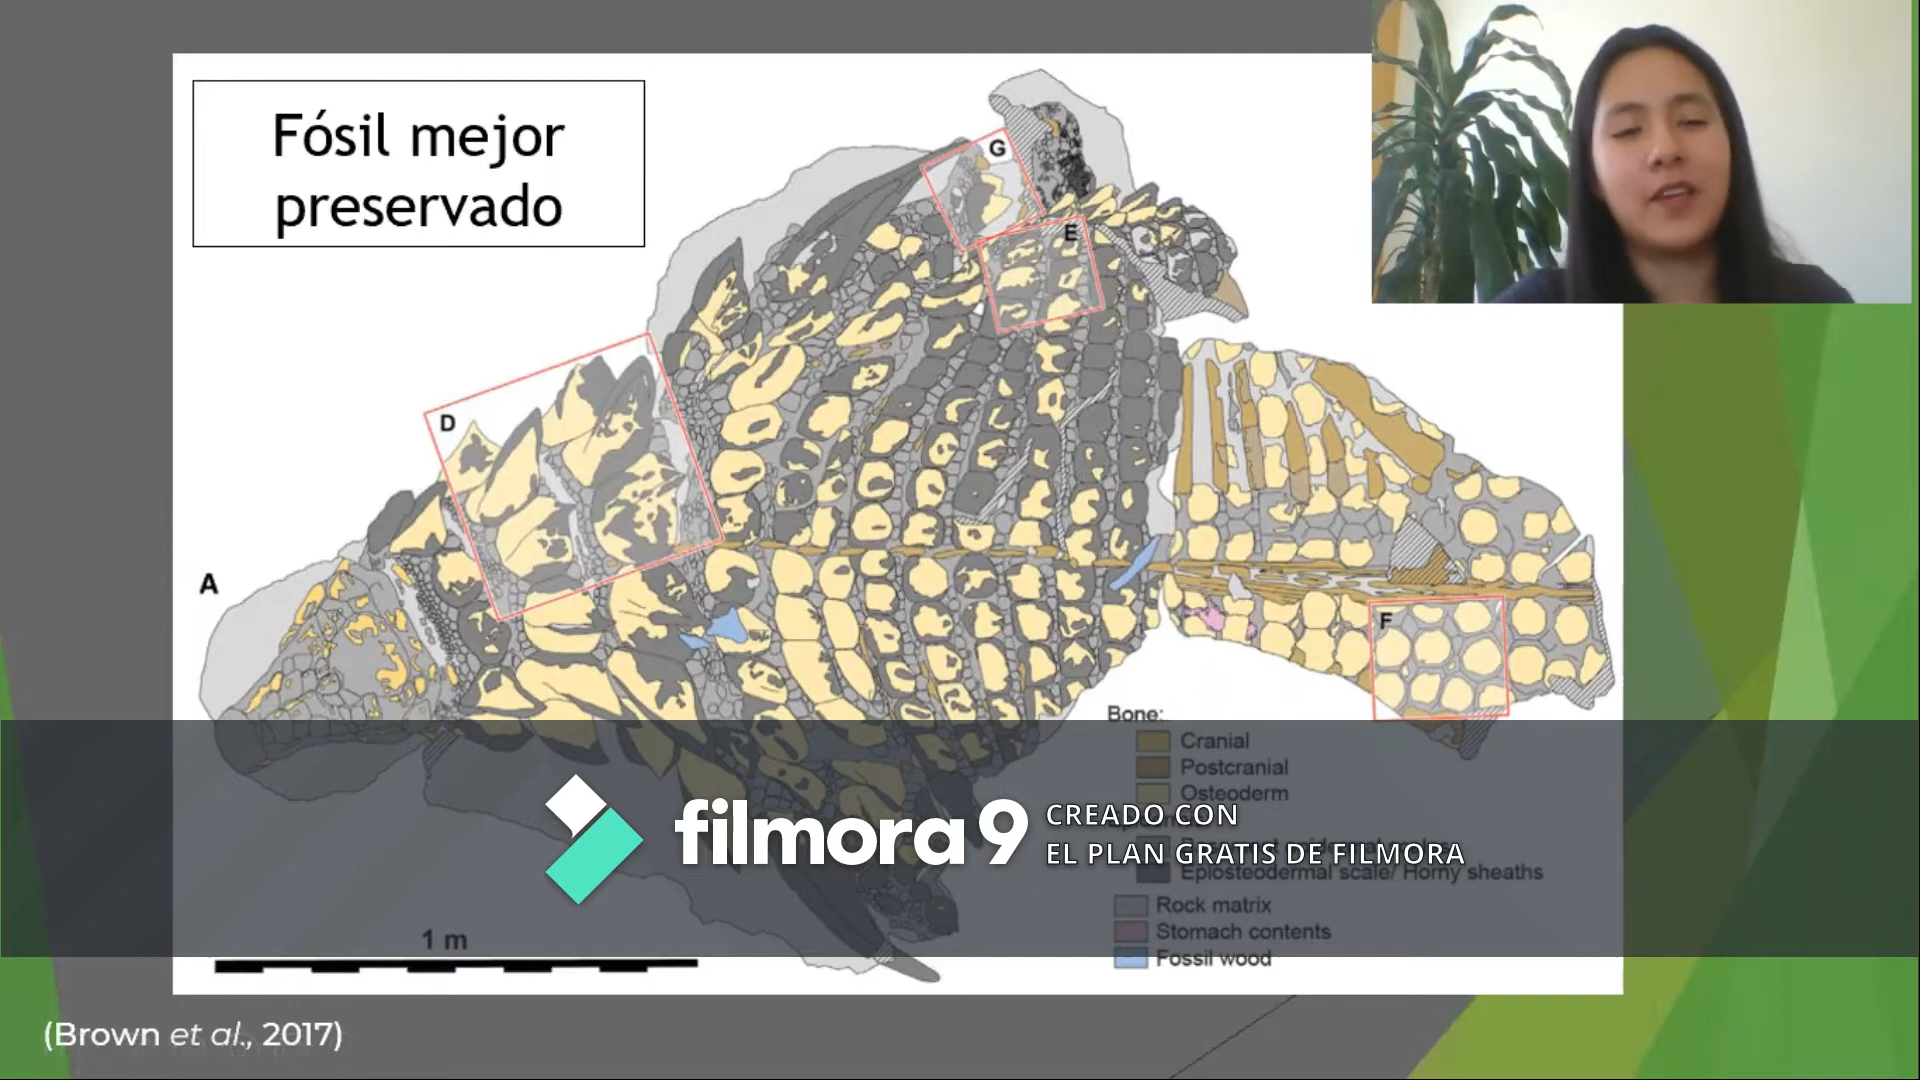 Fósil mejor
preservado
G
E
D
A
F
Bone:
Cranial
Postcranial
Osteoderm
filmora9
CREADO CON
EL PLAN GRATIS DE FILMORA
Epiosteodermal scale/ Horny sheaths
Rock matrix
Stomach contents
Fossil wood
1 m
(Brown et al., 2017)